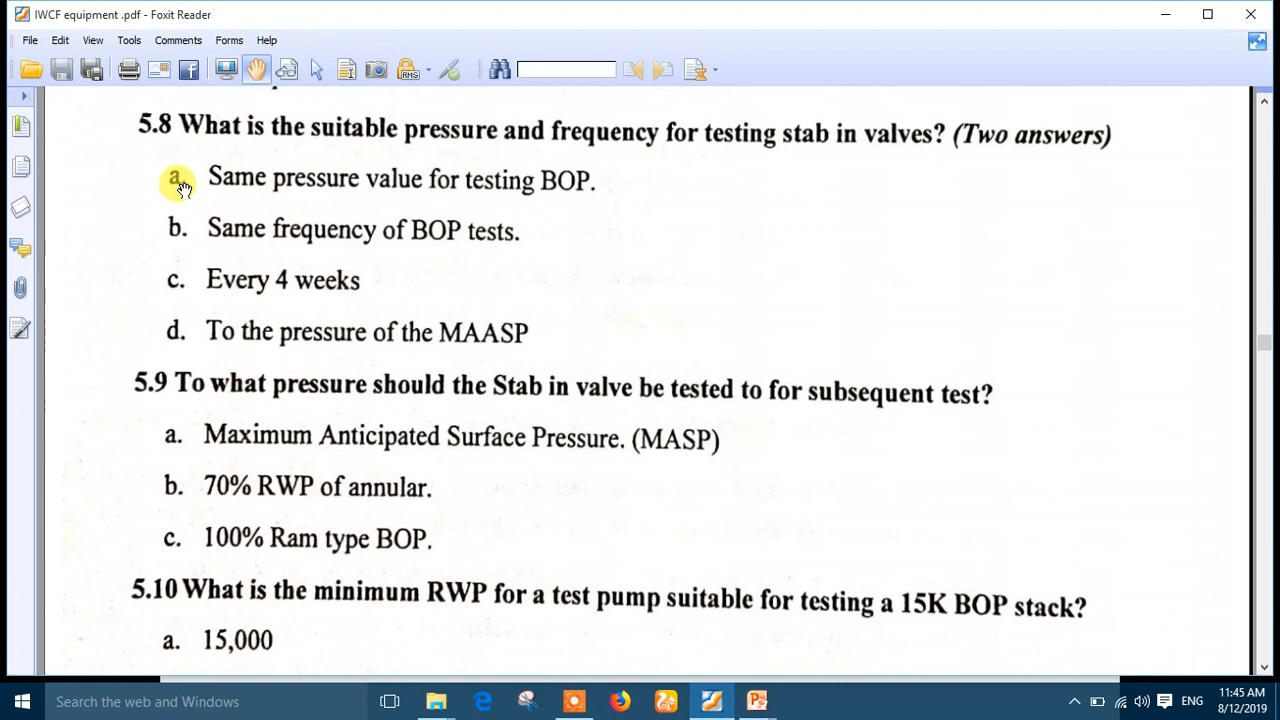 IWCF equipment .pdf - Foxit Reader
File Edit View Tools Comments Forms Help
5.8 What is the suitable pressure and frequency for testing stab in valves? (Two answers)
a. Same pressure value for testing BOP.
b. Same frequency of BOP tests.
c. Every 4 weeks
d. To the pressure of the MAASP
5.9 To what pressure should the Stab in valve be tested to for subsequent test?
a. Maximum Anticipated Surface Pressure. (MASP)
b. 70% RWP of annular.
c. 100% Ram type BOP.
5.10 What is the minimum RWP for a test pump suitable for testing a 15K BOP stack?
a. 15,000
Search the web and Windows
ENG
11:45 AM
8/12/2019